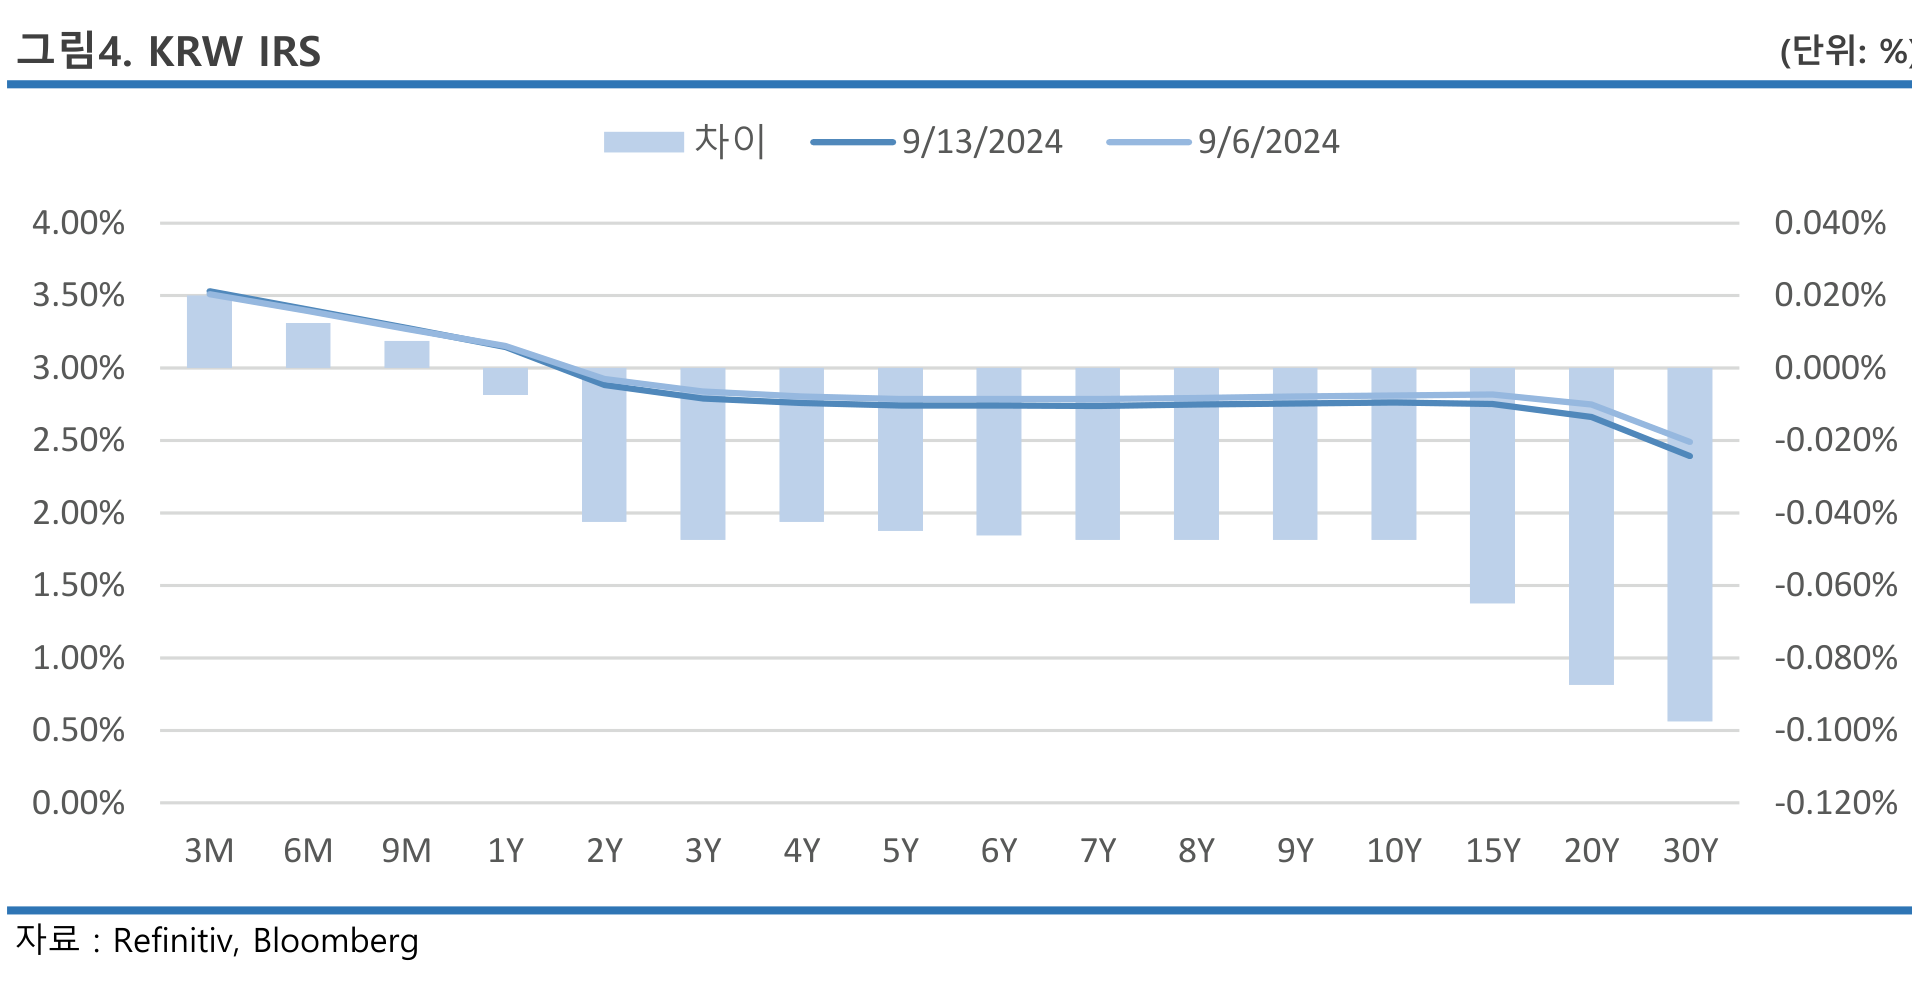 그림4. KRW IRS (단위: %)
차이 9/13/2024 9/6/2024
4.00% 0.040%
3.50% 0.020%
3.00% 0.000%
2.50% -0.020%
2.00% -0.040%
1.50% -0.060%
1.00% -0.080%
0.50% -0.100%
0.00% -0.120%
3M 6M 9M 1Y 2Y 3Y 4Y 5Y 6Y 7Y 8Y 9Y 10Y 15Y 20Y 30Y
자료 : Refinitiv, Bloomberg